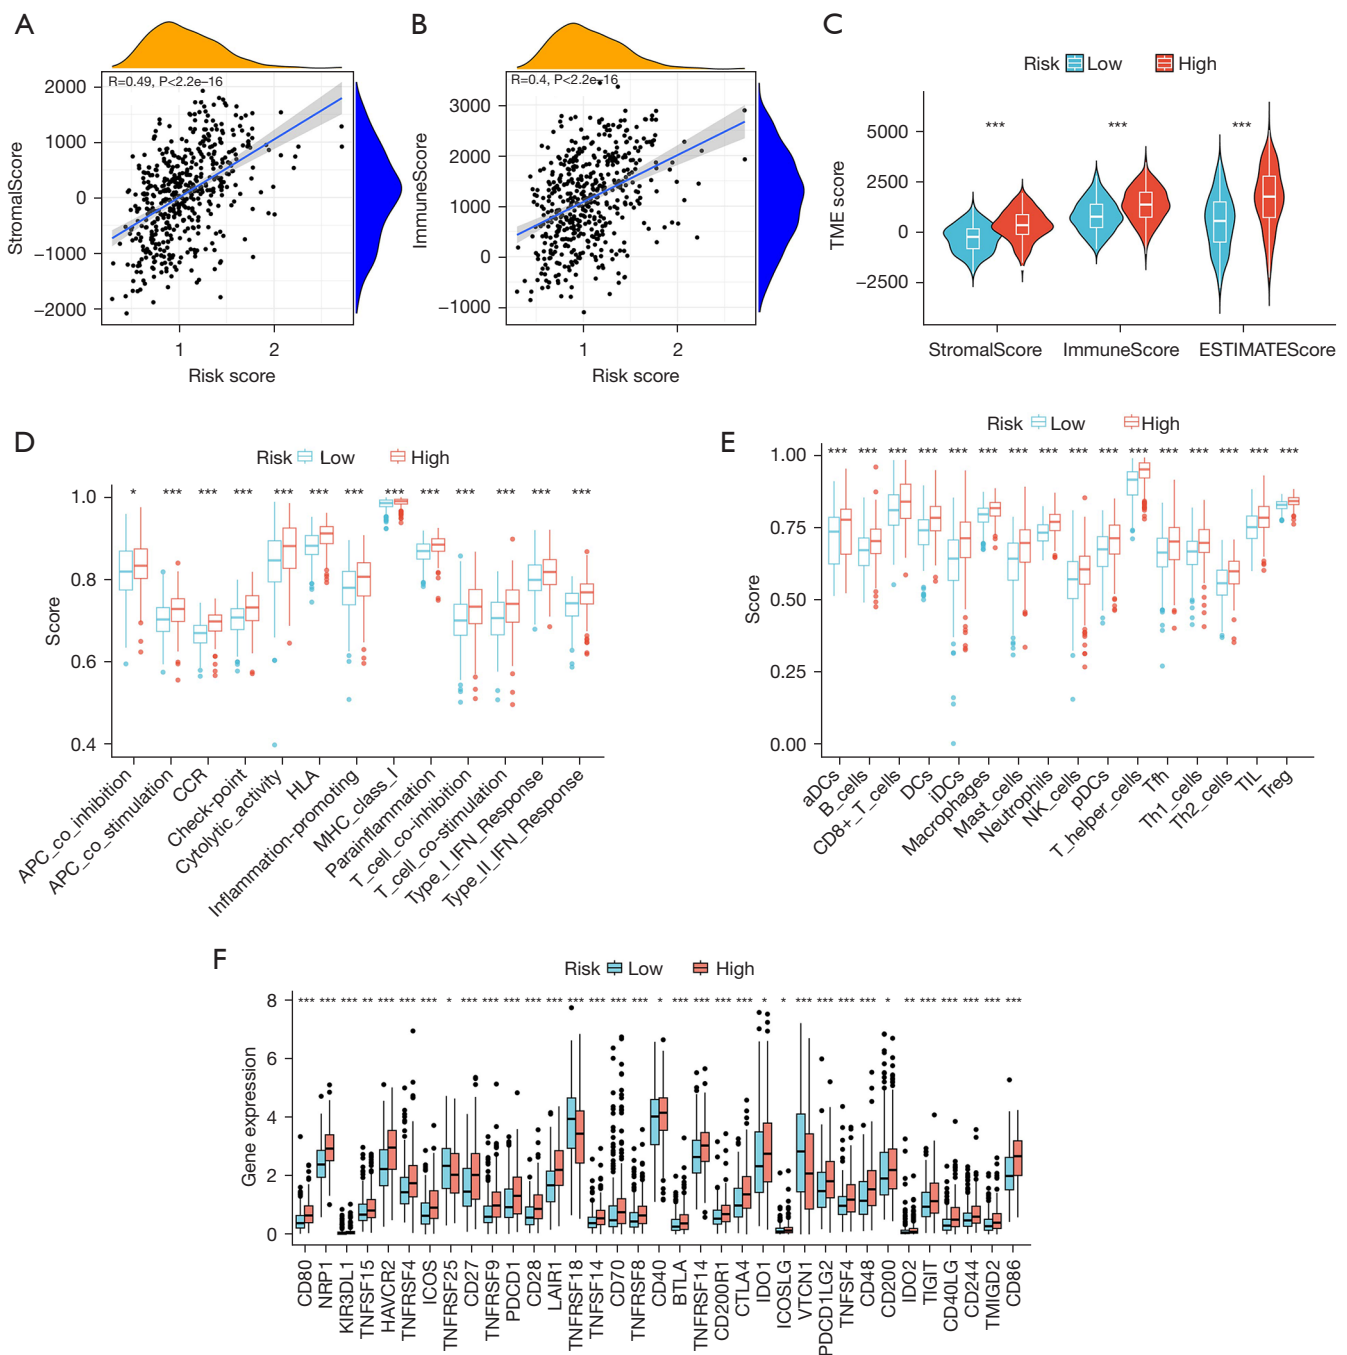 A
R=0.49, P<2.2e−16
StromalScore
2000
1000
0
−1000
−2000
1
2
Risk score
B
R=0.4, P<2.2e−16
ImmuneScore
3000
2000
1000
0
−1000
1
2
Risk score
C
Risk Low High
TME score
5000
2500
0
−2500
*** *** ***
StromalScore ImmuneScore ESTIMATEScore
D
Risk Low High
Score
1.0
0.8
0.6
0.4
* *** *** *** *** *** *** *** *** *** *** *** ***
APC_co_inhibition
APC_co_stimulation
CCR
Check-point
Cytolytic_activity
HLA
Inflammation-promoting
MHC_class_I
Parainflammation
T_cell_co-inhibition
T_cell_co-stimulation
Type_I_IFN_Response
Type_II_IFN_Response
E
Risk Low High
Score
1.00
0.75
0.50
0.25
0.00
*** *** *** *** *** *** *** *** *** *** *** *** *** *** *** ***
aDCs
B_cells
CD8+_T_cells
DCs
iDCs
Macrophages
Mast_cells
Neutrophils
NK_cells
pDCs
T_helper_cells
Tfh
Th1_cells
Th2_cells
TIL
Treg
F
Risk Low High
Gene expression
8
6
4
2
0
*** *** *** ** *** *** *** * *** *** *** *** *** *** *** *** *** * *** *** *** *** * * *** *** *** *** * ** *** *** *** *** ***
CD80
NRP1
KIR3DL1
TNFSF15
HAVCR2
TNFRSF4
ICOS
TNFRSF25
CD27
TNFRSF9
PDCD1
CD28
LAIR1
TNFRSF18
TNFSF14
CD70
TNFRSF8
CD40
BTLA
TNFRSF14
CD200R1
CTLA4
IDO1
ICOSLG
VTCN1
PDCD1LG2
TNFSF4
CD48
CD200
IDO2
TIGIT
CD40LG
CD244
TMIGD2
CD86